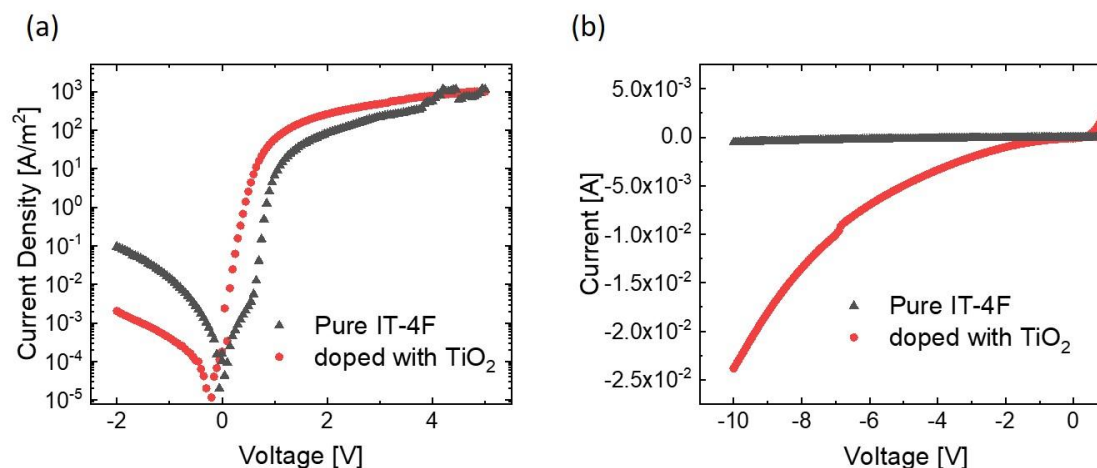 (a)
Current Density [A/m²]
10³
10²
10¹
10⁰
10⁻¹
10⁻²
10⁻³
10⁻⁴
10⁻⁵
Pure IT-4F
doped with TiO₂
-2 0 2 4
Voltage [V]
(b)
Current [A]
5.0x10⁻³
0.0
-5.0x10⁻³
-1.0x10⁻²
-1.5x10⁻²
-2.0x10⁻²
-2.5x10⁻²
Pure IT-4F
doped with TiO₂
-10 -8 -6 -4 -2 0
Voltage [V]